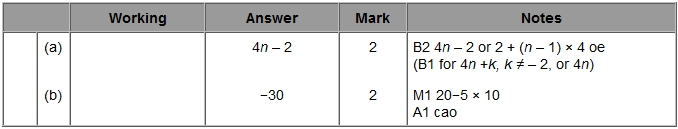 Working Answer Mark Notes
(a) 4n – 2 2 B2 4n – 2 or 2 + (n – 1) × 4 oe
(B1 for 4n +k, k ≠ – 2, or 4n)
(b) −30 2 M1 20−5 × 10
A1 cao